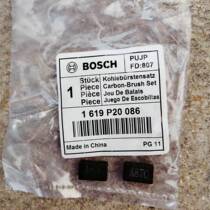 BOSCH
PUJP
FD:807
1
Stück Kohlebürstensatz
Piece Carbon-Brush Set
Pièce Jeu De Balais
Pieza Juego De Escobillas
1 619 P20 086
Made in China
PG 11